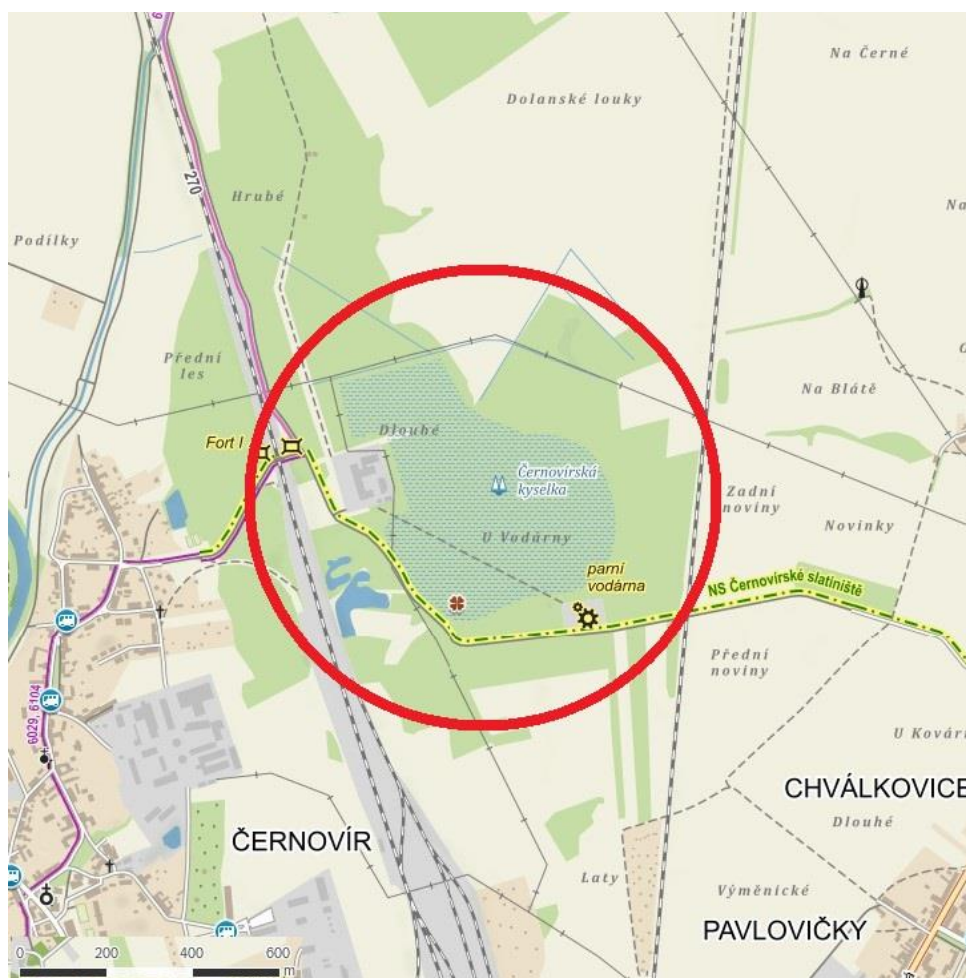 Na Černé
Dolanské louky
270
Hrubé
Podílky
Přední
les
Na Blátě
Fort I
Dlouhé
Černovírská
kyselka
Zadní
noviny
Novinky
U Vodárny
parní
vodárna
NS Černovírské slatiniště
Přední
noviny
6029, 6104
U Kovárn
CHVÁLKOVICE
Dlouhé
ČERNOVÍR
Laty
Výměnické
PAVLOVIČKY
0 200 400 600
m